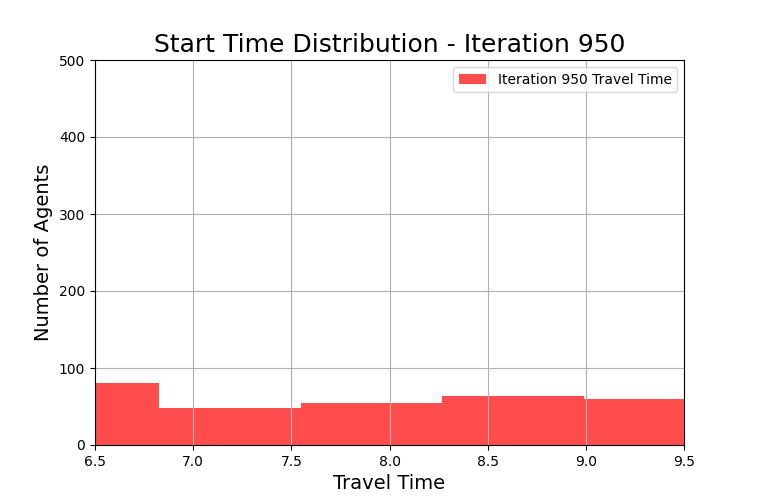 Start Time Distribution - Iteration 950
Iteration 950 Travel Time
Number of Agents
500
400
300
200
100
0
6.5 7.0 7.5 8.0 8.5 9.0 9.5
Travel Time